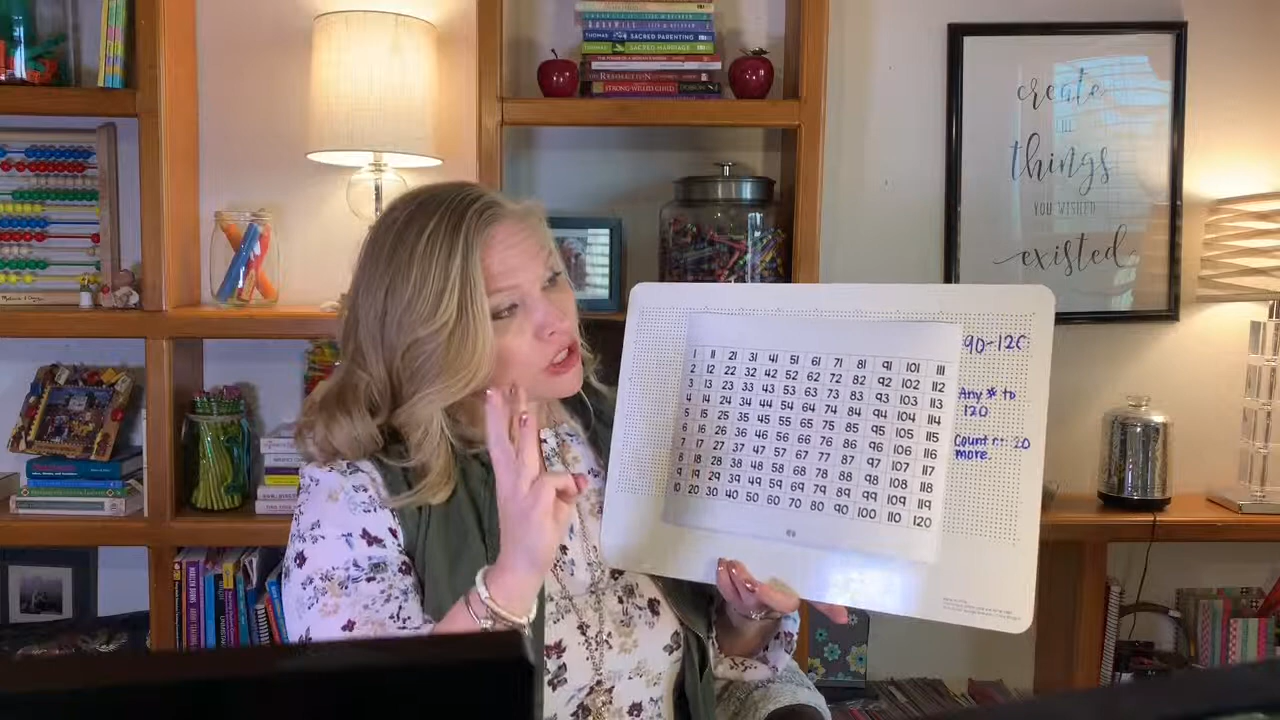 THOMAS SACRED PARENTING
THOMAS SACRED MARRIAGE
STRONG-WILLED CHILD DOBSON
create
things
YOU WISHED
existed
1 11 21 31 41 51 61 71 81 91 101 111
2 12 22 32 42 52 62 72 82 92 102 112
3 13 23 33 43 53 63 73 83 93 103 113
4 14 24 34 44 54 64 74 84 94 104 114
5 15 25 35 45 55 65 75 85 95 105 115
6 16 26 36 46 56 66 76 86 96 106 116
7 17 27 37 47 57 67 77 87 97 107 117
8 18 28 38 48 58 68 78 88 98 108 118
9 19 29 39 49 59 69 79 89 99 109 119
10 20 30 40 50 60 70 80 90 100 110 120
90-120
Any # to
120
Count 20
more.